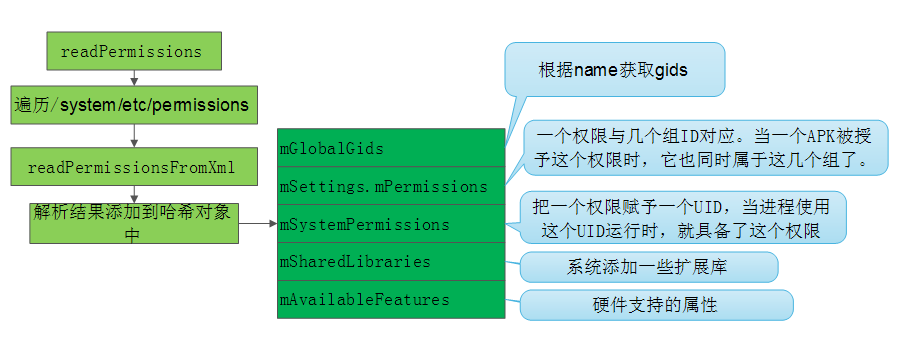 readPermissions
遍历/system/etc/permissions
readPermissionsFromXml
解析结果添加到哈希对象
中
mGlobalGids
mSettings.mPermissions
mSystemPermissions
mSharedLibraries
mAvailableFeatures
根据name获取gids
一个权限与几个组ID对应。当一个APK被授
予这个权限时，它也同时属于这几个组了。
把一个权限赋予一个UID，当进程使用
这个UID运行时，就具备了这个权限
系统添加一些扩展库
硬件支持的属性